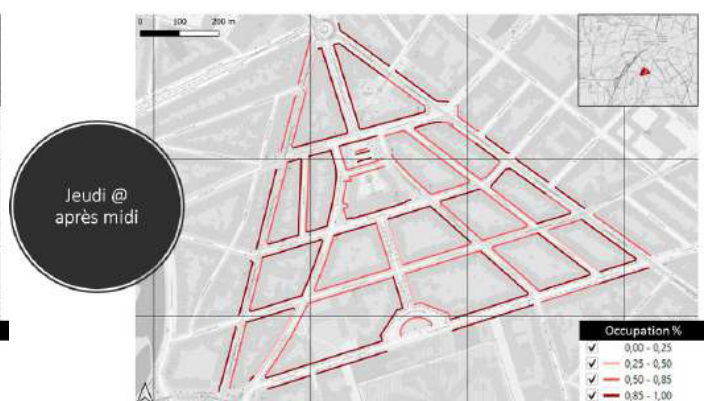 0 100 200 m
Jeudi @
après midi
Occupation %
0,00 - 0,25
0,25 - 0,50
0,50 - 0,85
0,85 - 1,00